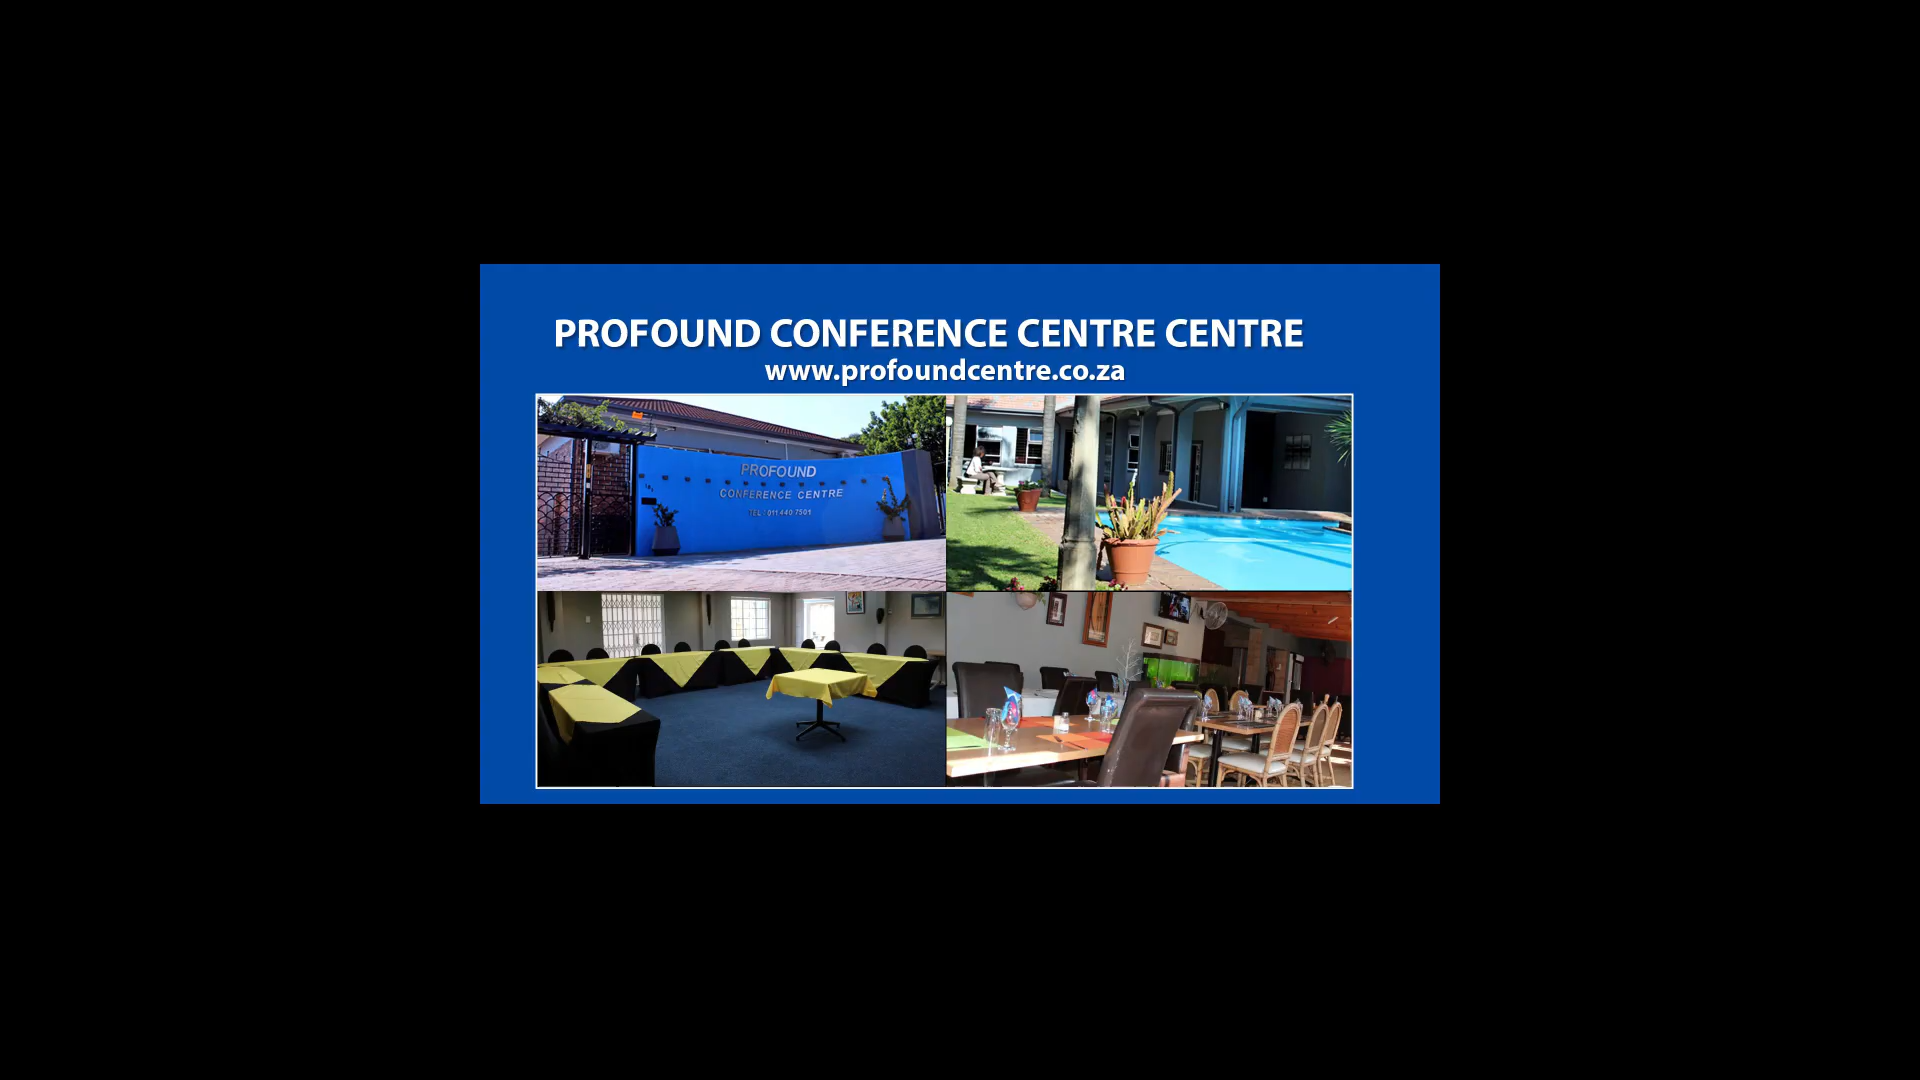 PROFOUND CONFERENCE CENTRE CENTRE
www.profoundcentre.co.za
PROFOUND
CONFERENCE CENTRE
TEL : 011 440 7501